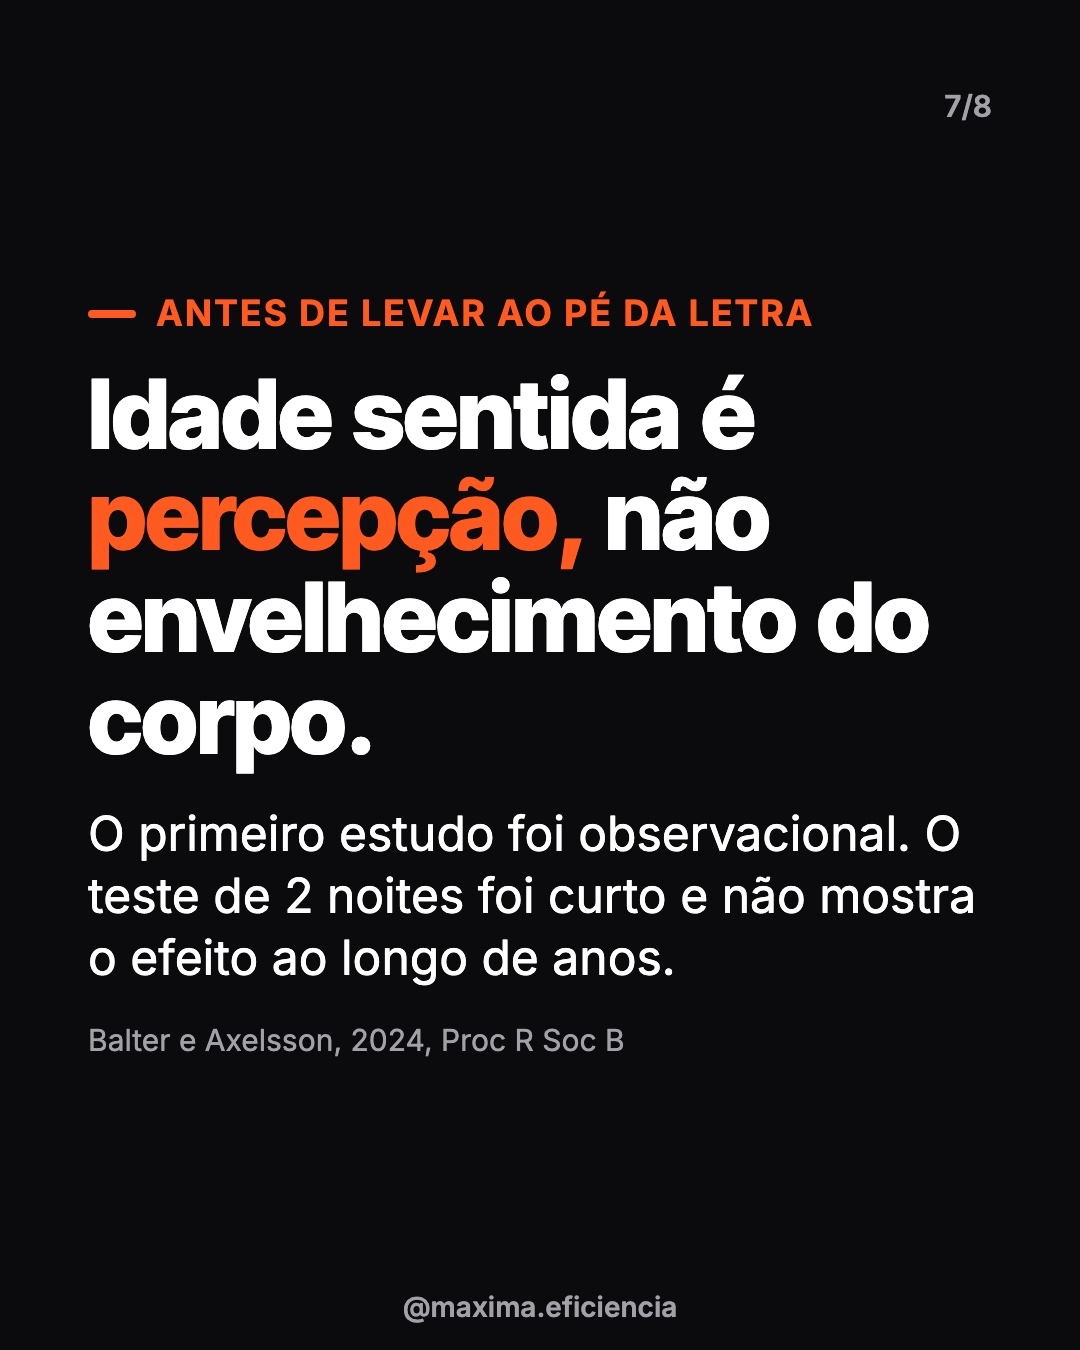 7/8
ANTES DE LEVAR AO PÉ DA LETRA
Idade sentida é
percepção, não
envelhecimento do
corpo.
O primeiro estudo foi observacional. O
teste de 2 noites foi curto e não mostra
o efeito ao longo de anos.
Balter e Axelsson, 2024, Proc R Soc B
@maxima.eficiencia